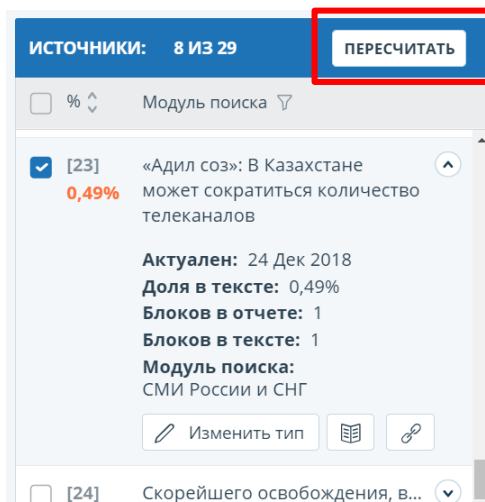 ИСТОЧНИКИ: 8 ИЗ 29 ПЕРЕСЧИТАТЬ
% Модуль поиска
[23] «Адил соз»: В Казахстане
0,49% может сократиться количество
телеканалов
Актуален: 24 Дек 2018
Доля в тексте: 0,49%
Блоков в отчете: 1
Блоков в тексте: 1
Модуль поиска:
СМИ России и СНГ
Изменить тип
[24] Скорейшего освобождения, в...